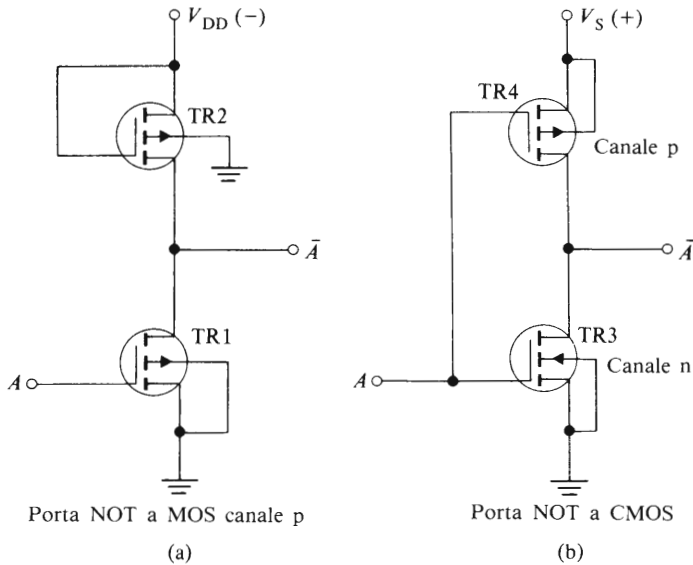 V_DD (−)
TR2
Ā
TR1
A
Porta NOT a MOS canale p
(a)
V_S (+)
TR4
Canale p
Ā
TR3
Canale n
A
Porta NOT a CMOS
(b)